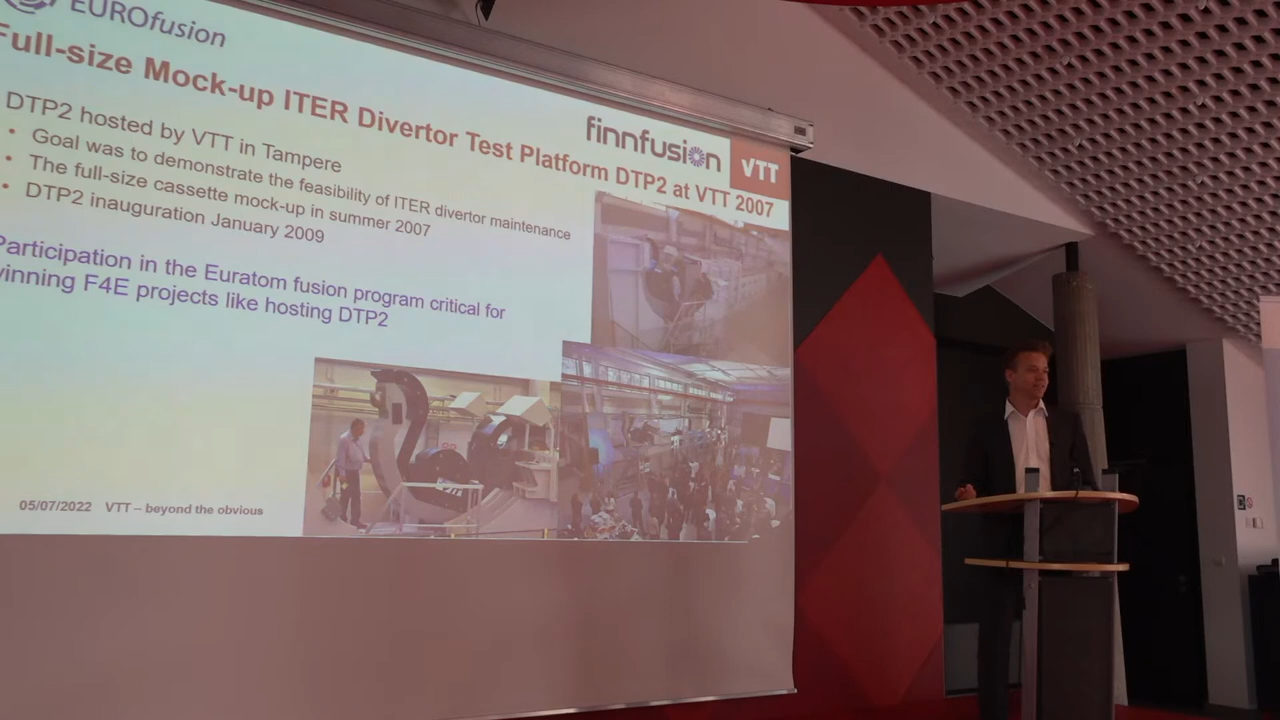 EUROfusion
Full-size Mock-up ITER Divertor Test Platform DTP2 at VTT 2007
finnfusion
VTT
DTP2 hosted by VTT in Tampere
• Goal was to demonstrate the feasibility of ITER divertor maintenance
• The full-size cassette mock-up in summer 2007
• DTP2 inauguration January 2009
Participation in the Euratom fusion program critical for
winning F4E projects like hosting DTP2
05/07/2022 VTT – beyond the obvious